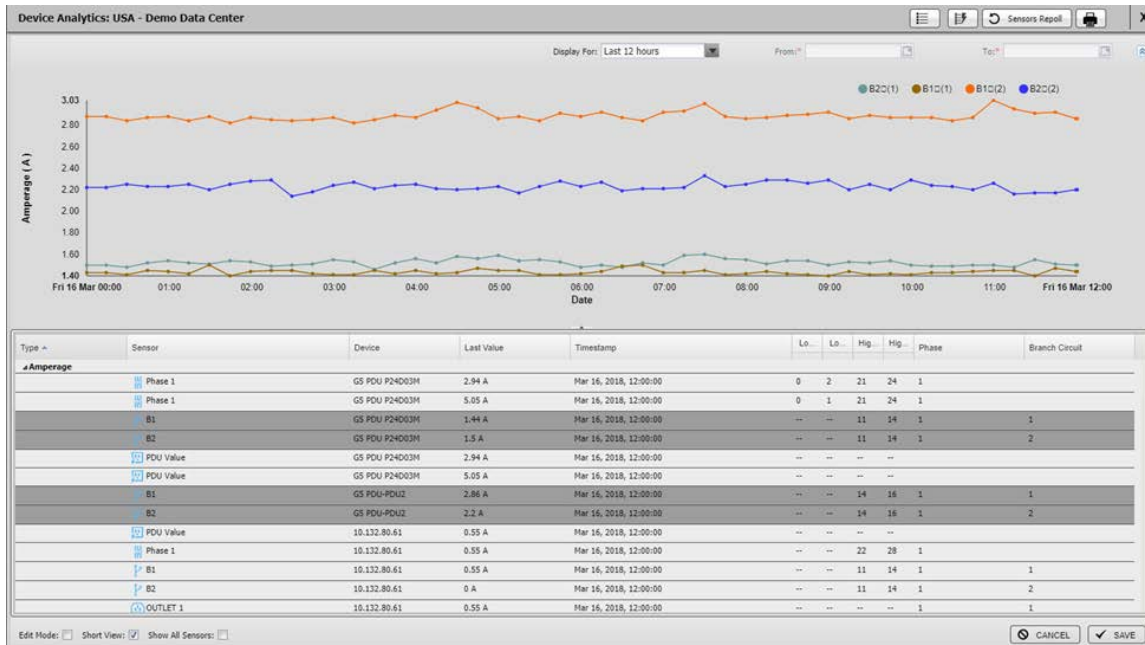 Device Analytics: USA - Demo Data Center
Sensors Repoll
X
Display For: Last 12 hours From:* To:*
B2(1) B1(1) B1(2) B2(2)
3.03
2.80
2.60
2.40
2.20
2.00
1.80
1.60
1.40
Amperage ( A )
Fri 16 Mar 00:00 01:00 02:00 03:00 04:00 05:00 06:00 07:00 08:00 09:00 10:00 11:00 Fri 16 Mar 12:00
Date
Type Sensor Device Last Value Timestamp Lo... Lo... Hig... Hig... Phase Branch Circuit
Amperage
Phase 1 G5 PDU P24D03M 2.94 A Mar 16, 2018, 12:00:00 0 2 21 24 1
Phase 1 G5 PDU P24D03M 5.05 A Mar 16, 2018, 12:00:00 0 1 21 24 1
B1 G5 PDU P24D03M 1.44 A Mar 16, 2018, 12:00:00 -- -- 11 14 1 1
B2 G5 PDU P24D03M 1.5 A Mar 16, 2018, 12:00:00 -- -- 11 14 1 2
PDU Value G5 PDU P24D03M 2.94 A Mar 16, 2018, 12:00:00 -- -- -- --
PDU Value G5 PDU P24D03M 5.05 A Mar 16, 2018, 12:00:00 -- -- -- --
B1 G5 PDU-PDU2 2.86 A Mar 16, 2018, 12:00:00 -- -- 14 16 1 1
B2 G5 PDU-PDU2 2.2 A Mar 16, 2018, 12:00:00 -- -- 14 16 1 2
PDU Value 10.132.80.61 0.55 A Mar 16, 2018, 12:00:00 -- -- -- --
Phase 1 10.132.80.61 0.55 A Mar 16, 2018, 12:00:00 -- -- 22 28 1
B1 10.132.80.61 0.55 A Mar 16, 2018, 12:00:00 -- -- 11 14 1 1
B2 10.132.80.61 0 A Mar 16, 2018, 12:00:00 -- -- 11 14 1 2
OUTLET 1 10.132.80.61 0.55 A Mar 16, 2018, 12:00:00 -- -- -- -- 1 1
Edit Mode: Short View: Show All Sensors: CANCEL SAVE